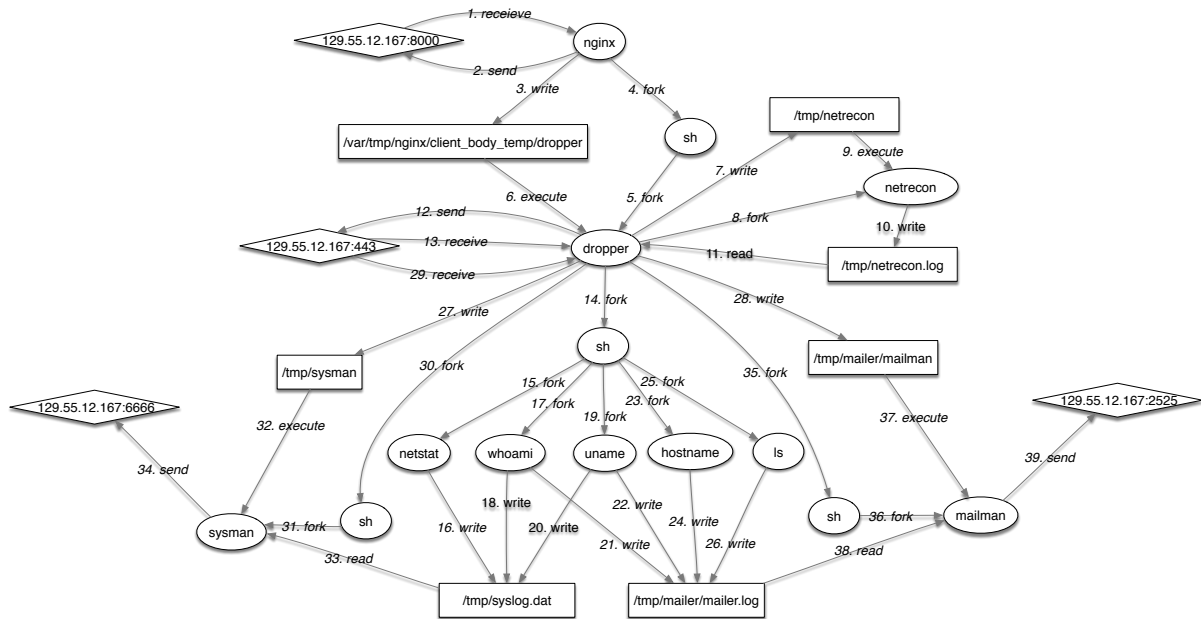 1. receieve
129.55.12.167:8000
nginx
2. send
3. write
4. fork
/tmp/netrecon
/var/tmp/nginx/client_body_temp/dropper
sh
9. execute
7. write
netrecon
6. execute
5. fork
12. send
8. fork
10. write
129.55.12.167:443
13. receive
dropper
11. read
/tmp/netrecon.log
29. receive
14. fork
28. write
27. write
sh
/tmp/mailer/mailman
30. fork
35. fork
/tmp/sysman
15. fork
25. fork
129.55.12.167:6666
17. fork
23. fork
129.55.12.167:2525
19. fork
37. execute
32. execute
netstat
whoami
uname
hostname
ls
39. send
34. send
18. write
22. write
sh
sh
mailman
31. fork
16. write
20. write
24. write
36. fork
sysman
21. write
26. write
33. read
38. read
/tmp/syslog.dat
/tmp/mailer/mailer.log